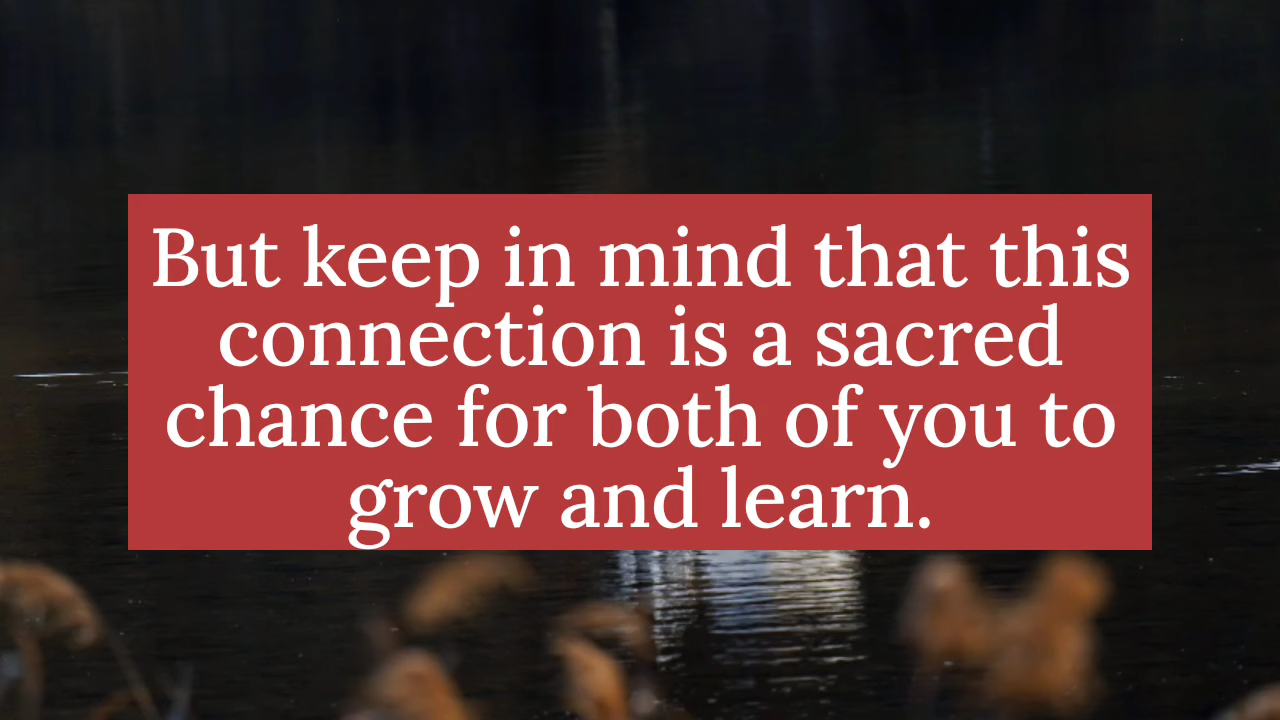 But keep in mind that this
connection is a sacred
chance for both of you to
grow and learn.